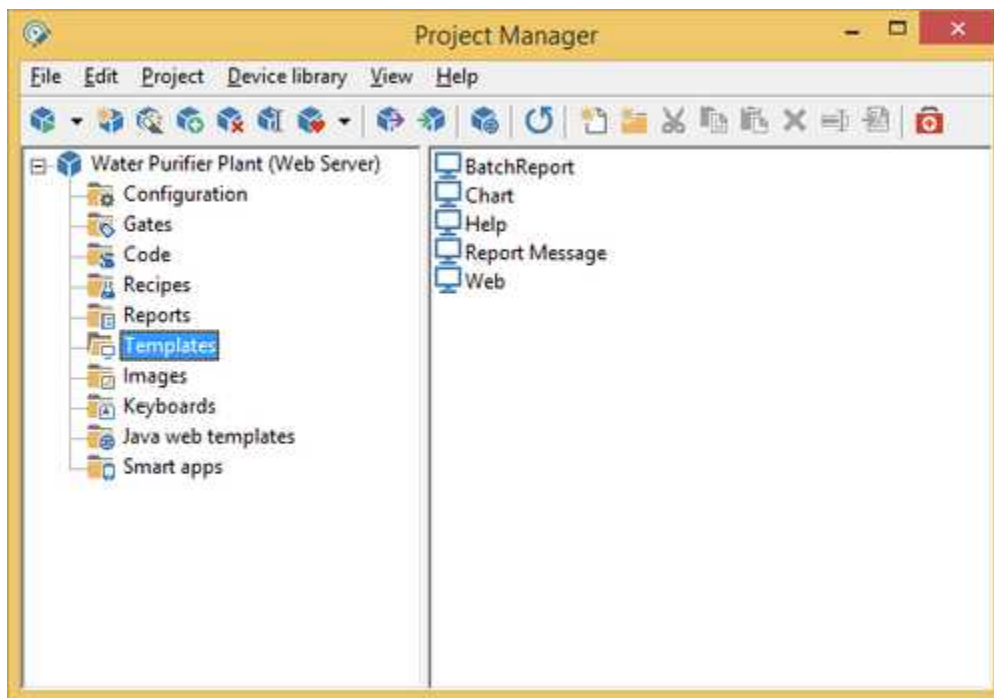 Project Manager
File Edit Project Device library View Help
Water Purifier Plant (Web Server)
Configuration
Gates
Code
Recipes
Reports
Templates
Images
Keyboards
Java web templates
Smart apps
BatchReport
Chart
Help
Report Message
Web